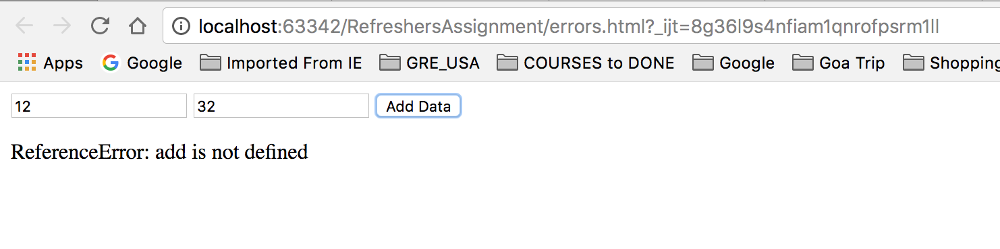 localhost:63342/RefreshersAssignment/errors.html?_ijt=8g36l9s4nfiam1qnrofpsrm1ll
Apps Google Imported From IE GRE_USA COURSES to DONE Google Goa Trip Shopping
12 32 Add Data
ReferenceError: add is not defined